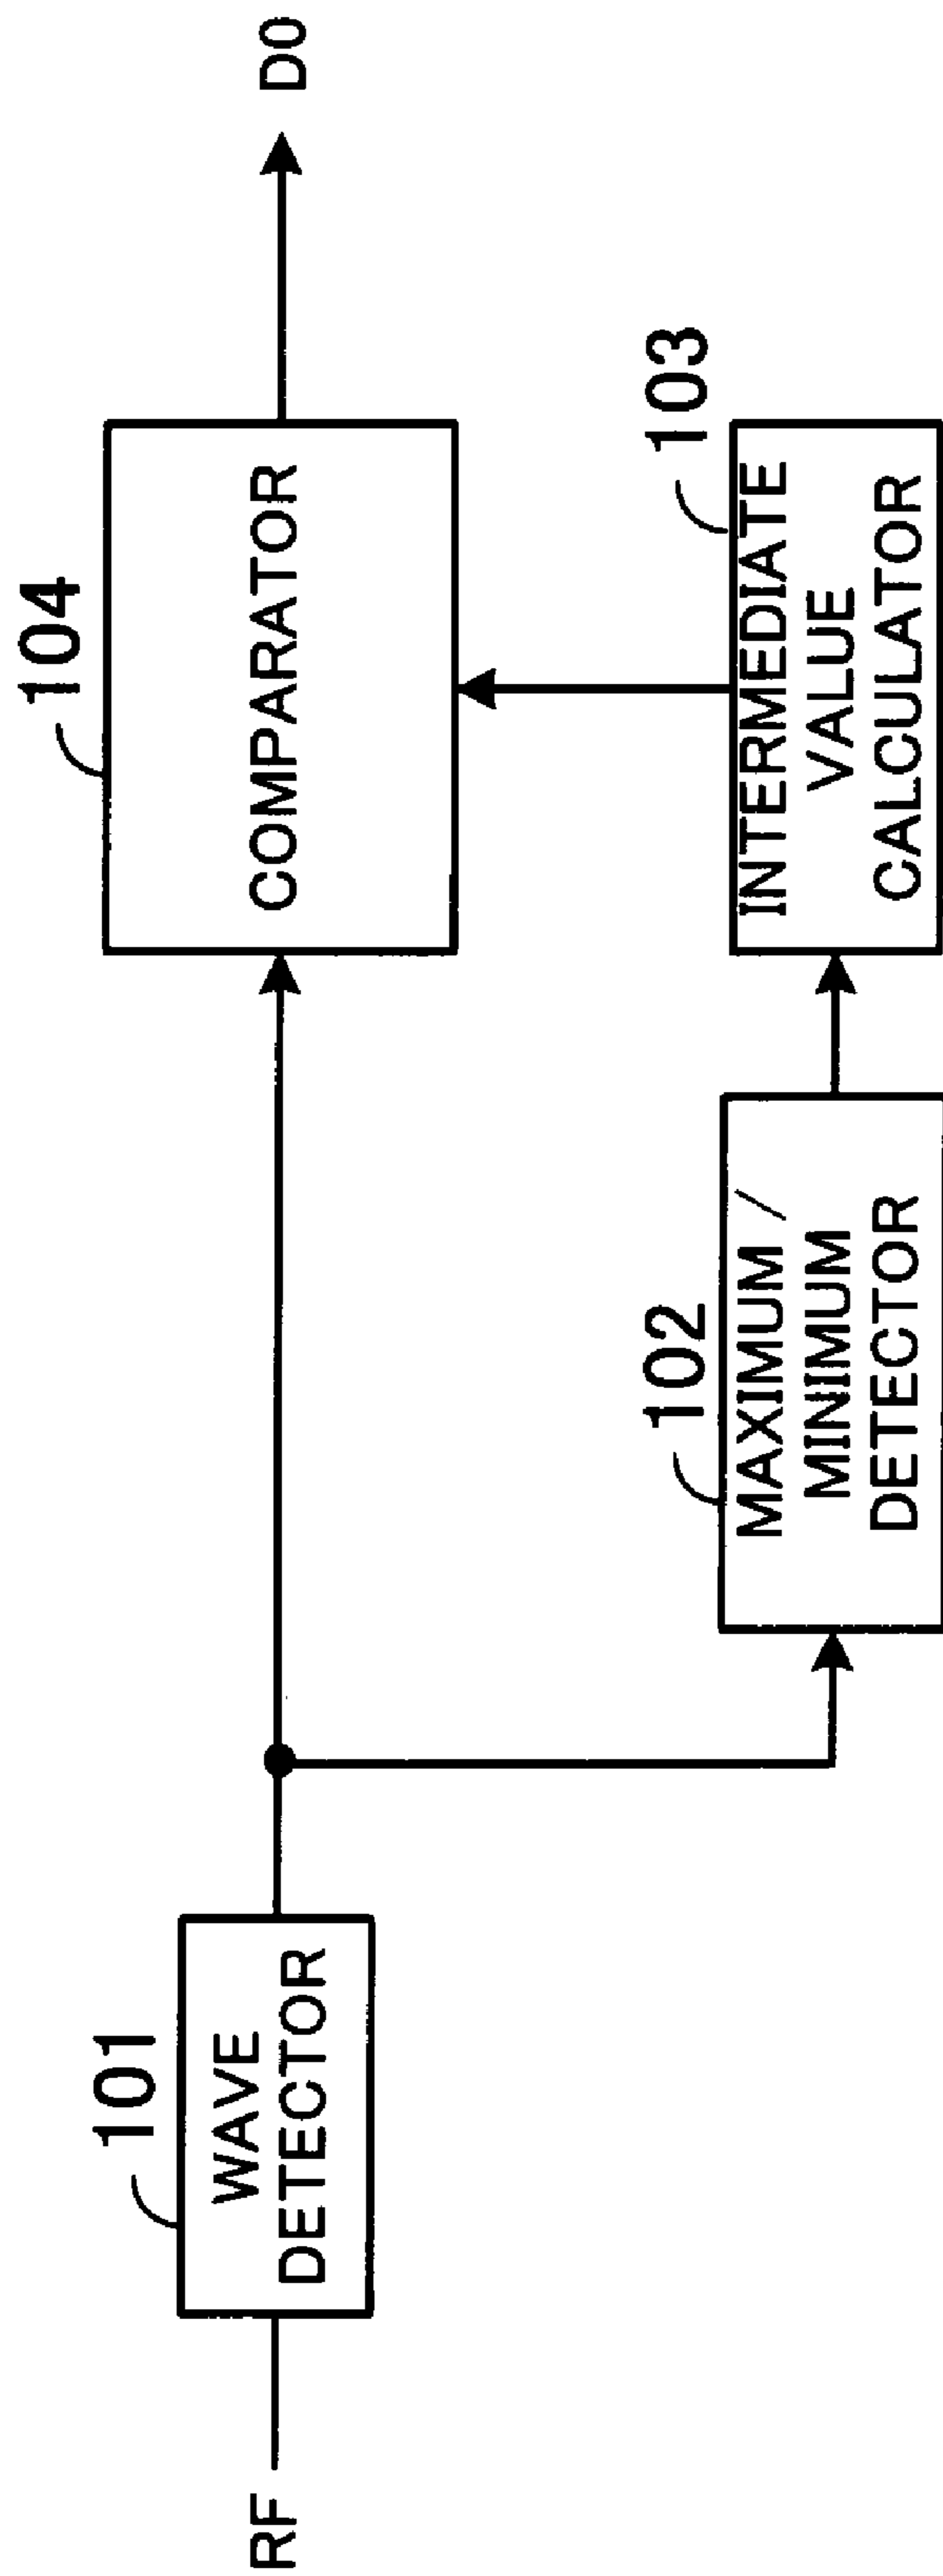 104
D0
COMPARATOR
101
WAVE
DETECTOR
RF
102
MAXIMUM /
MINIMUM
DETECTOR
103
INTERMEDIATE
VALUE
CALCULATOR